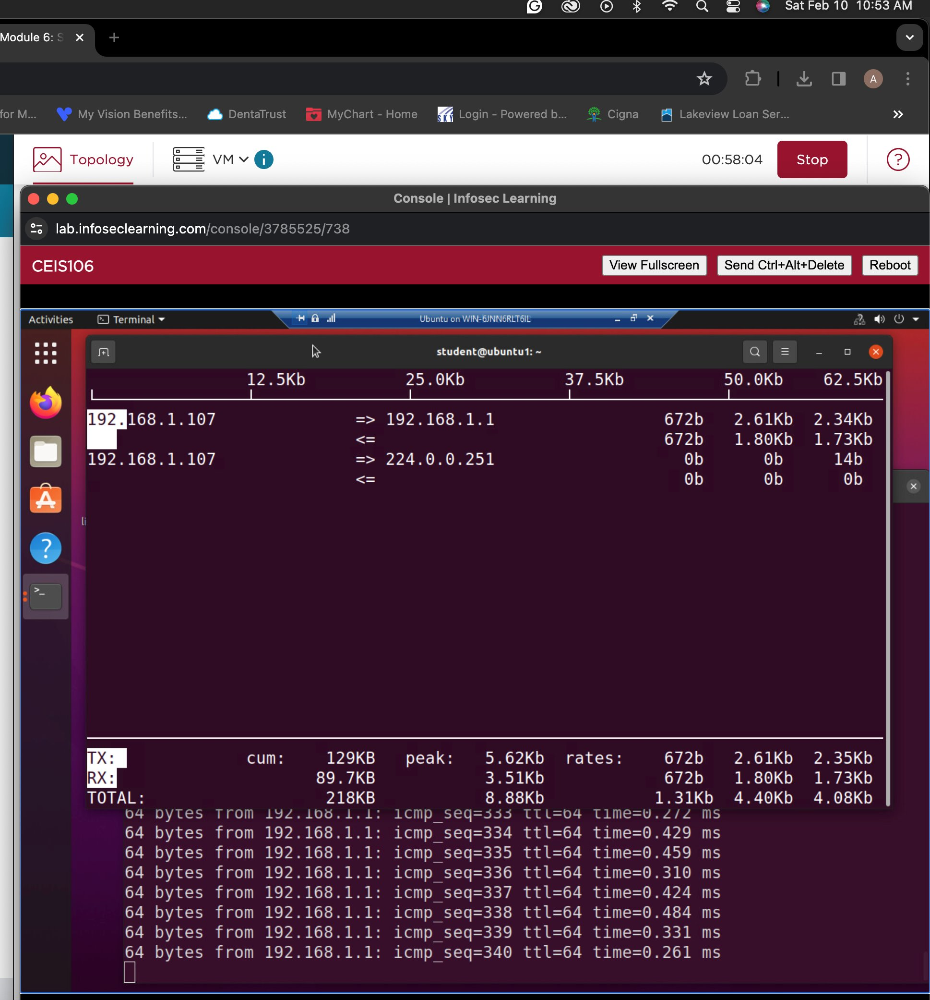 Sat Feb 10 10:53 AM
Module 6: S
A
for M... My Vision Benefits... DentaTrust MyChart - Home SKY Login - Powered b... Cigna Lakeview Loan Ser...
Topology VM 00:58:04 Stop
Console | Infosec Learning
lab.infoseclearning.com/console/3785525/738
CEIS106 View Fullscreen Send Ctrl+Alt+Delete Reboot
Activities Terminal Ubuntu on WIN-6JNN6RLT6IL
student@ubuntu1: ~
12.5Kb 25.0Kb 37.5Kb 50.0Kb 62.5Kb
192.168.1.107 => 192.168.1.1 672b 2.61Kb 2.34Kb
<= 672b 1.80Kb 1.73Kb
192.168.1.107 => 224.0.0.251 0b 0b 14b
<= 0b 0b 0b
li
TX: cum: 129KB peak: 5.62Kb rates: 672b 2.61Kb 2.35Kb
RX: 89.7KB 3.51Kb 672b 1.80Kb 1.73Kb
TOTAL: 218KB 8.88Kb 1.31Kb 4.40Kb 4.08Kb
64 bytes from 192.168.1.1: icmp_seq=333 ttl=64 time=0.272 ms
64 bytes from 192.168.1.1: icmp_seq=334 ttl=64 time=0.429 ms
64 bytes from 192.168.1.1: icmp_seq=335 ttl=64 time=0.459 ms
64 bytes from 192.168.1.1: icmp_seq=336 ttl=64 time=0.310 ms
64 bytes from 192.168.1.1: icmp_seq=337 ttl=64 time=0.424 ms
64 bytes from 192.168.1.1: icmp_seq=338 ttl=64 time=0.484 ms
64 bytes from 192.168.1.1: icmp_seq=339 ttl=64 time=0.331 ms
64 bytes from 192.168.1.1: icmp_seq=340 ttl=64 time=0.261 ms